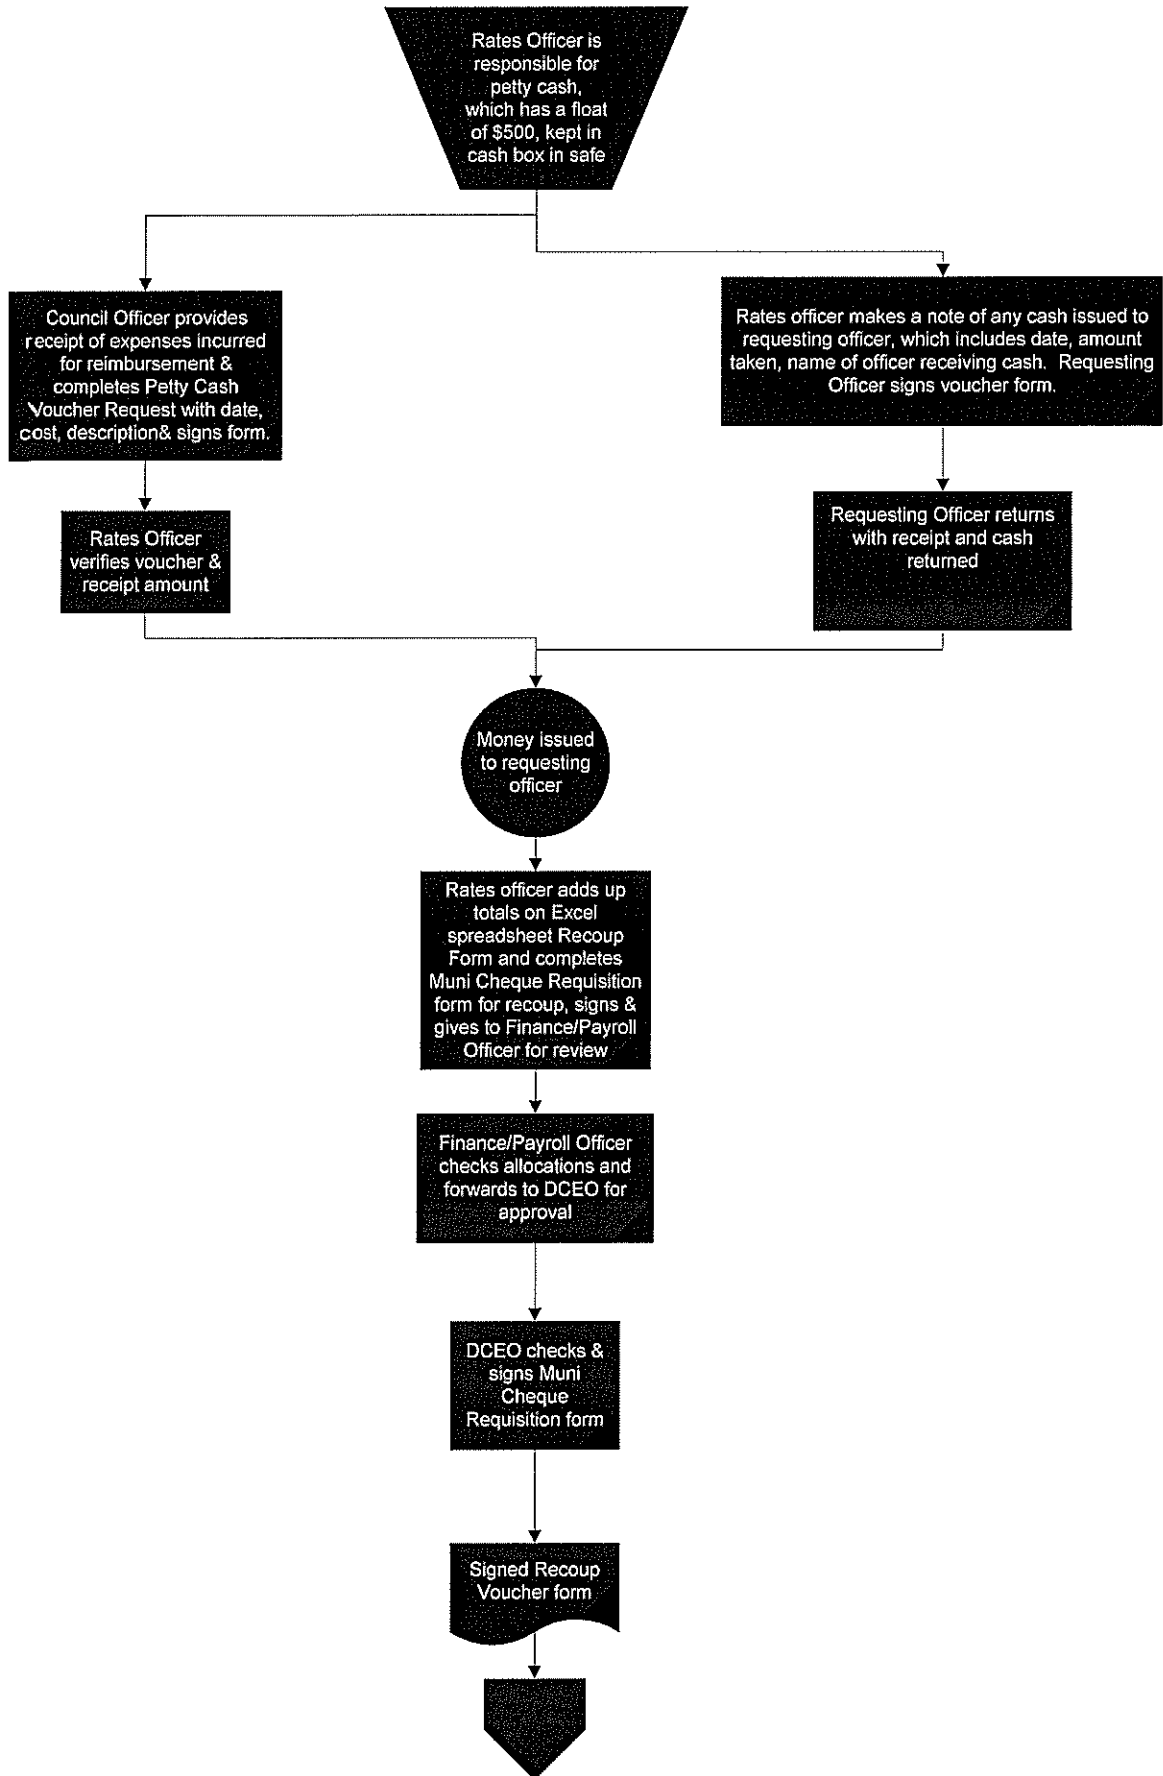 Rates Officer is
responsible for
petty cash,
which has a float
of $500, kept in
cash box in safe
Council Officer provides
receipt of expenses incurred
for reimbursement &
completes Petty Cash
Voucher Request with date,
cost, description& signs form.
Rates officer makes a note of any cash issued to
requesting officer, which includes date, amount
taken, name of officer receiving cash.  Requesting
Officer signs voucher form.
Rates Officer
verifies voucher &
receipt amount
Requesting Officer returns
with receipt and cash
returned
Money issued
to requesting
officer
Rates officer adds up
totals on Excel
spreadsheet Recoup
Form and completes
Muni Cheque Requisition
form for recoup, signs &
gives to Finance/Payroll
Officer for review
Finance/Payroll Officer
checks allocations and
forwards to DCEO for
approval
DCEO checks &
signs Muni
Cheque
Requisition form
Signed Recoup
Voucher form